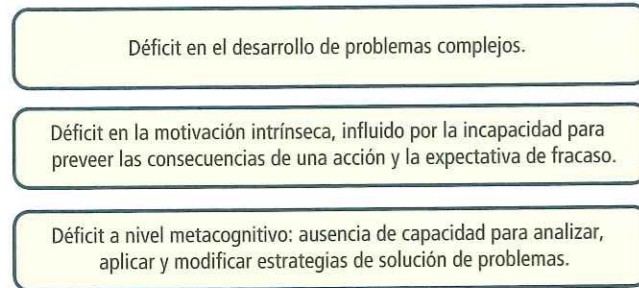 Déficit en el desarrollo de problemas complejos.
Déficit en la motivación intrínseca, influido por la incapacidad para
preveer las consecuencias de una acción y la expectativa de fracaso.
Déficit a nivel metacognitivo: ausencia de capacidad para analizar,
aplicar y modificar estrategias de solución de problemas.